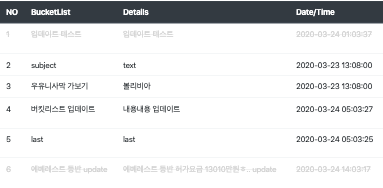 NO BucketList Details Date/Time
1 업데이트 테스트 업데이트 테스트 2020-03-24 01:03:37
2 subject text 2020-03-23 13:08:00
3 우유니사막 가보기 볼리비아 2020-03-23 13:08:00
4 버킷리스트 업데이트 내용내용 업데이트 2020-03-24 05:03:27
5 last last 2020-03-24 05:03:25
6 에베레스트 등반 update 에베레스트 등반 허가요금 13010만원ㅎ.. update 2020-03-24 14:03:17